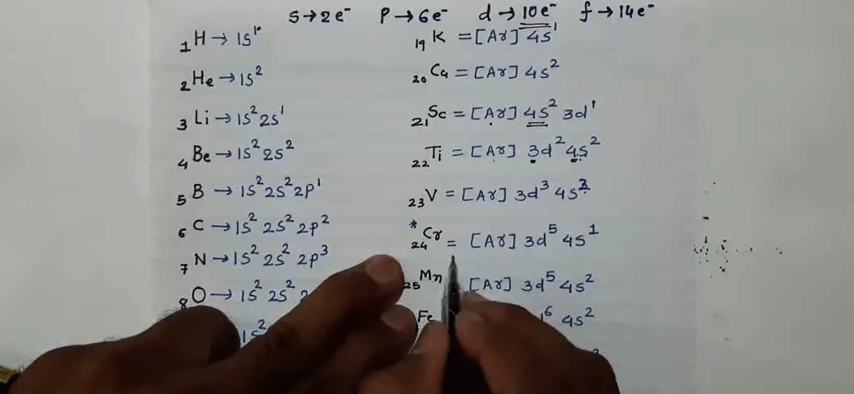 s→2e⁻ p→6e⁻ d→10e⁻ f→14e⁻
₁H → 1s¹
₂He → 1s²
₃Li → 1s² 2s¹
₄Be → 1s² 2s²
₅B → 1s² 2s² 2p¹
₆C → 1s² 2s² 2p²
₇N → 1s² 2s² 2p³
₈O → 1s² 2s²
1s²
₁₉K = [Ar] 4s¹
₂₀Ca = [Ar] 4s²
₂₁Sc = [Ar] 4s² 3d¹
₂₂Ti = [Ar] 3d² 4s²
₂₃V = [Ar] 3d³ 4s²
*₂₄Cr = [Ar] 3d⁵ 4s¹
₂₅Mn [Ar] 3d⁵ 4s²
Fe ⁶ 4s²